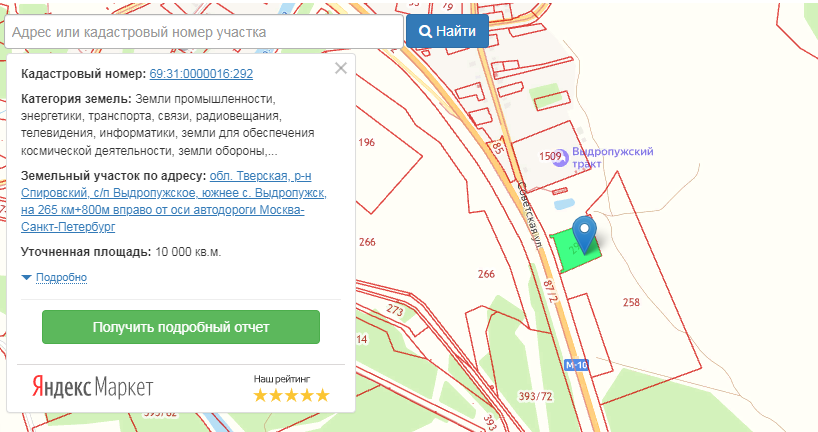 Адрес или кадастровый номер участка
Найти
Кадастровый номер: 69:31:0000016:292
Категория земель: Земли промышленности,
энергетики, транспорта, связи, радиовещания,
телевидения, информатики, земли для обеспечения
космической деятельности, земли обороны,...
Земельный участок по адресу: обл. Тверская, р-н
Спировский, с/п Выдропужское, южнее с. Выдропужск,
на 265 км+800м вправо от оси автодороги Москва-
Санкт-Петербург
Уточненная площадь: 10 000 кв.м.
Подробно
Получить подробный отчет
Яндекс Маркет
Наш рейтинг
55
79
196
85
1509
Выдропужский
тракт
Советская ул.
266
266
87/2
258
273
14
М-10
393/72
393/62
393